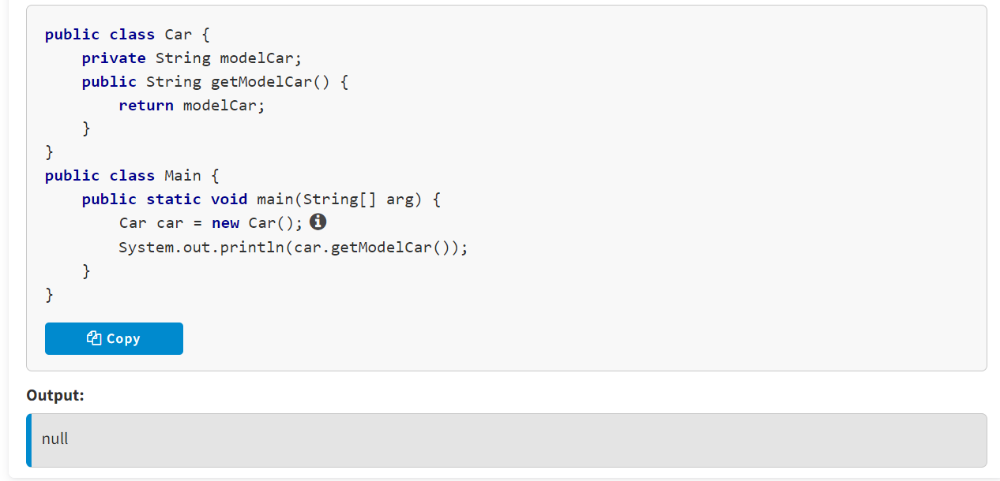 public class Car {
    private String modelCar;
    public String getModelCar() {
        return modelCar;
    }
}
public class Main {
    public static void main(String[] arg) {
        Car car = new Car();
        System.out.println(car.getModelCar());
    }
}
Copy
Output:
null